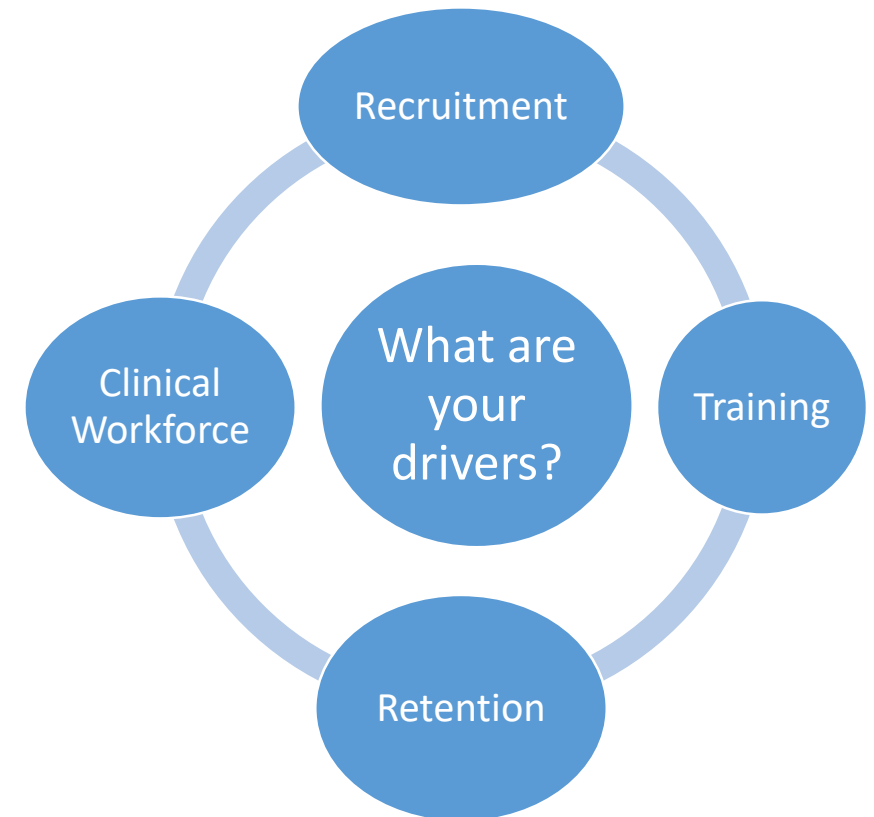 Recruitment
What are
your
drivers?
Clinical
Workforce
Training
Retention